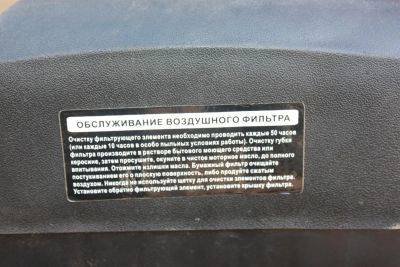 ОБСЛУЖИВАНИЕ ВОЗДУШНОГО ФИЛЬТРА
Очистку фильтрующего элемента необходимо проводить каждые 50 часов
(или каждые 10 часов в особо пыльных условиях работы). Очистку губки
фильтра производите в растворе бытового моющего средства или
керосине, затем просушите, окуните в чистое моторное масло, до полного
впитывания. Отожмите излишки масла. Бумажный фильтр очищайте
постукиванием его о плоскую поверхность, либо продуйте сжатым
воздухом. Никогда не используйте щетку для очистки элементов фильтра.
Установите обратно фильтрующий элемент, установите крышку фильтра.